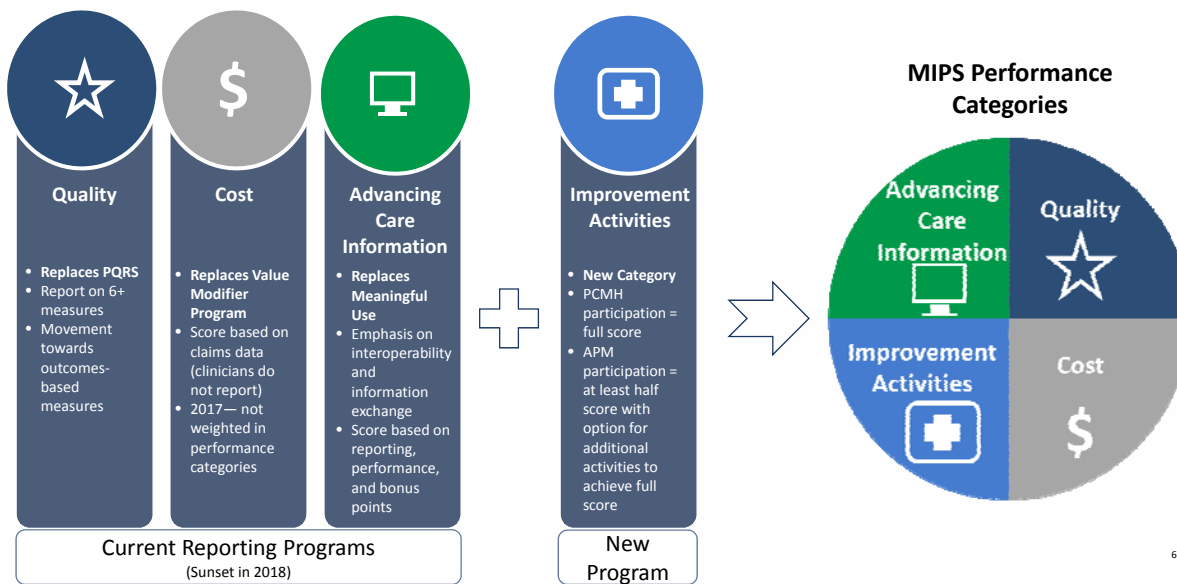 Quality
• Replaces PQRS
• Report on 6+
measures
• Movement
towards
outcomes-
based
measures
$
Cost
• Replaces Value
Modifier
Program
• Score based on
claims data
(clinicians do
not report)
• 2017— not
weighted in
performance
categories
Advancing
Care
Information
• Replaces
Meaningful
Use
• Emphasis on
interoperability
and
information
exchange
• Score based on
reporting,
performance,
and bonus
points
Current Reporting Programs
(Sunset in 2018)
Improvement
Activities
• New Category
• PCMH
participation =
full score
• APM
participation =
at least half
score with
option for
additional
activities to
achieve full
score
New
Program
MIPS Performance
Categories
Advancing
Care
Information
Quality
Improvement
Activities
Cost
$
6